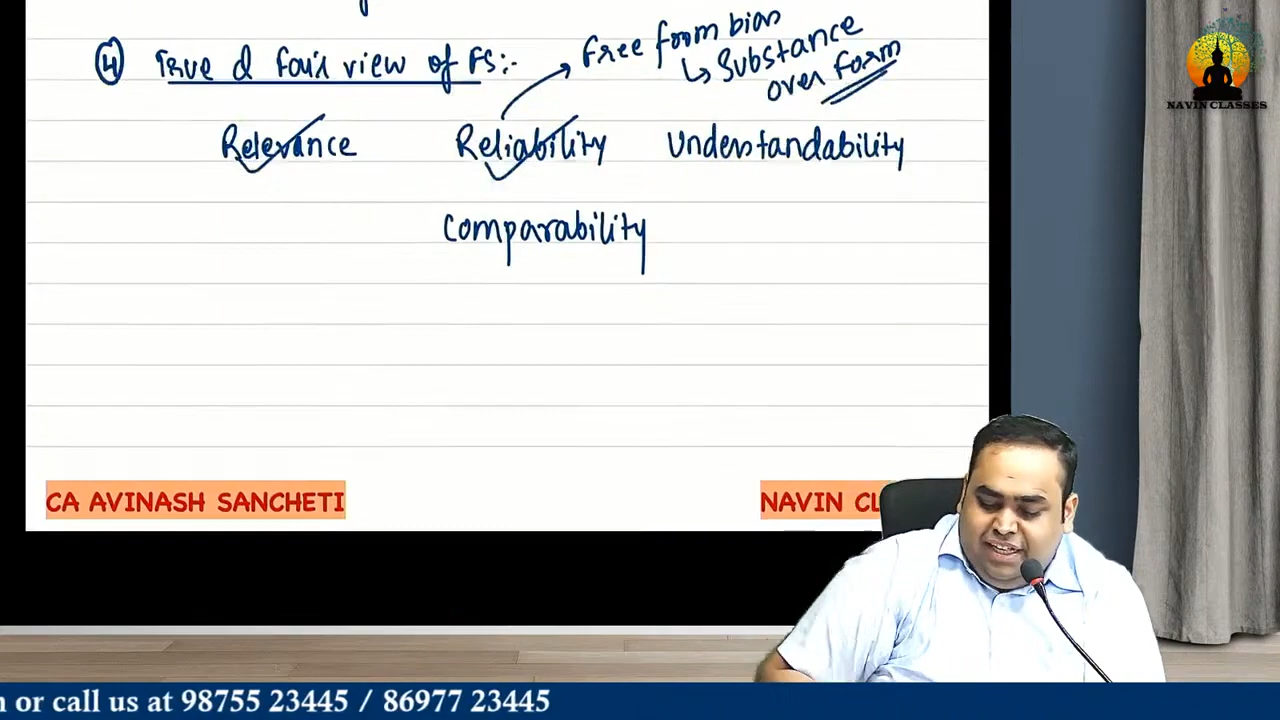 ④ True & fair view of FS:-
Free from bias
↳ Substance
over form
Relevance Reliability Understandability
Comparability
NAVIN CLASSES
CA AVINASH SANCHETI
NAVIN CL
or call us at 98755 23445 / 86977 23445